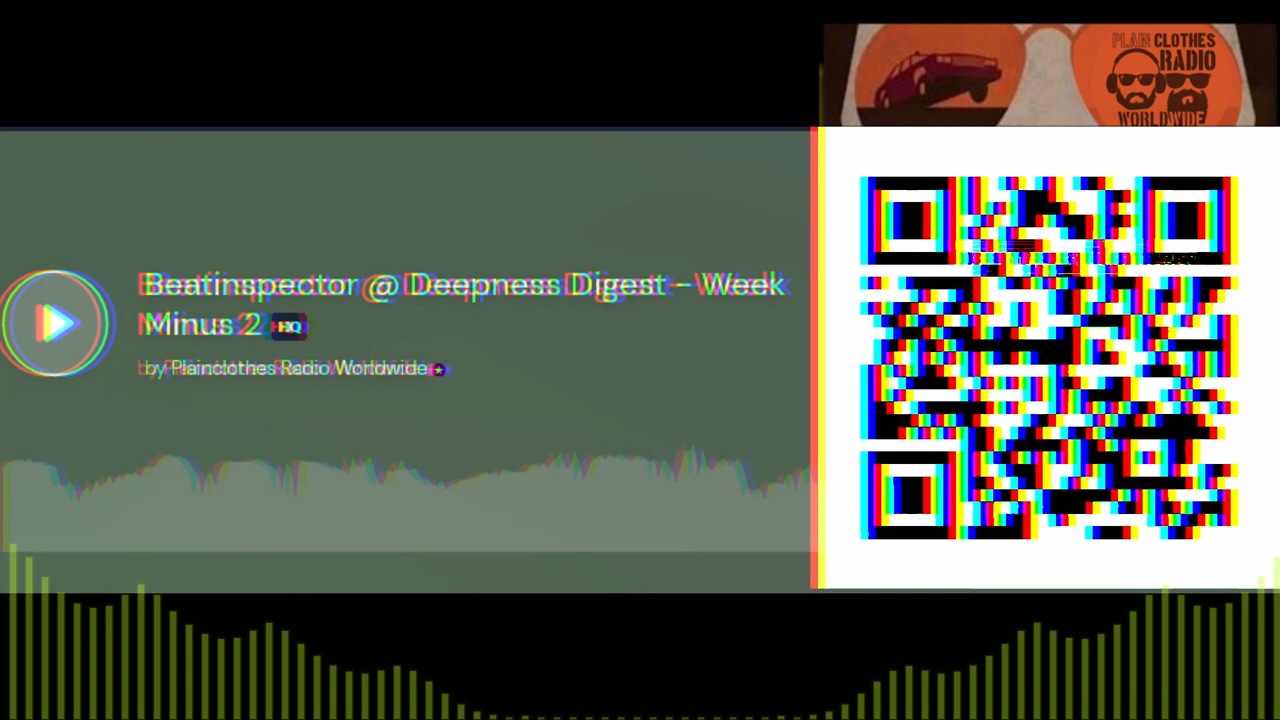 PLAIN CLOTHES
RADIO
WORLDWIDE
Beatinspector @ Deepness Digest – Week
Minus 2 HQ
by Plainclothes Radio Worldwide